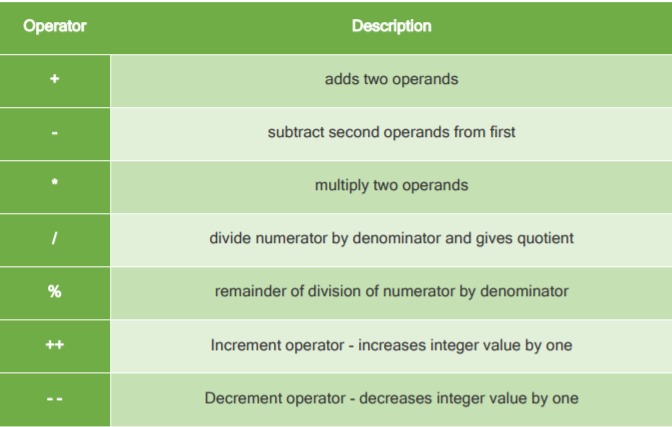 Operator Description
+ adds two operands
- subtract second operands from first
* multiply two operands
/ divide numerator by denominator and gives quotient
% remainder of division of numerator by denominator
++ Increment operator - increases integer value by one
-- Decrement operator - decreases integer value by one